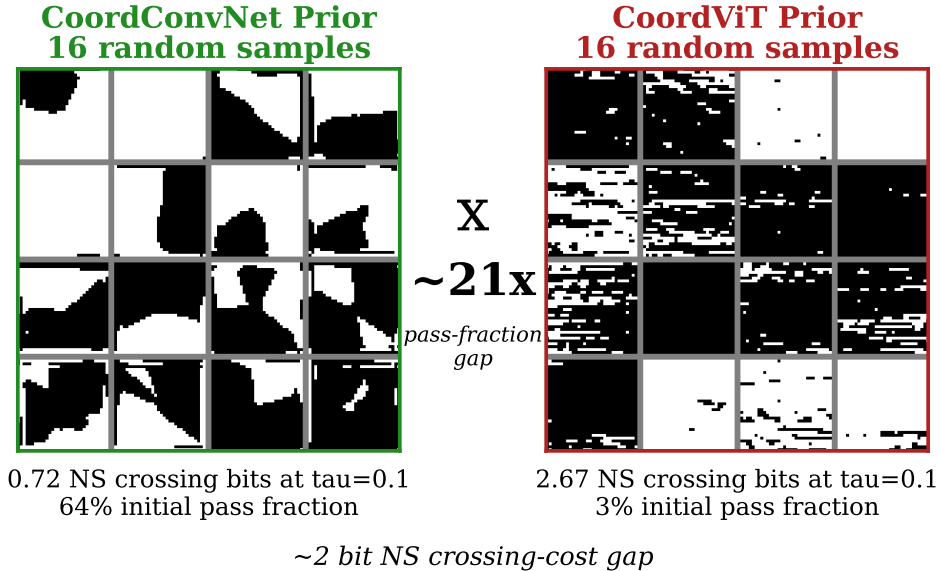 CoordConvNet Prior
16 random samples
CoordViT Prior
16 random samples
x
~21x
pass-fraction
gap
0.72 NS crossing bits at tau=0.1
64% initial pass fraction
2.67 NS crossing bits at tau=0.1
3% initial pass fraction
~2 bit NS crossing-cost gap